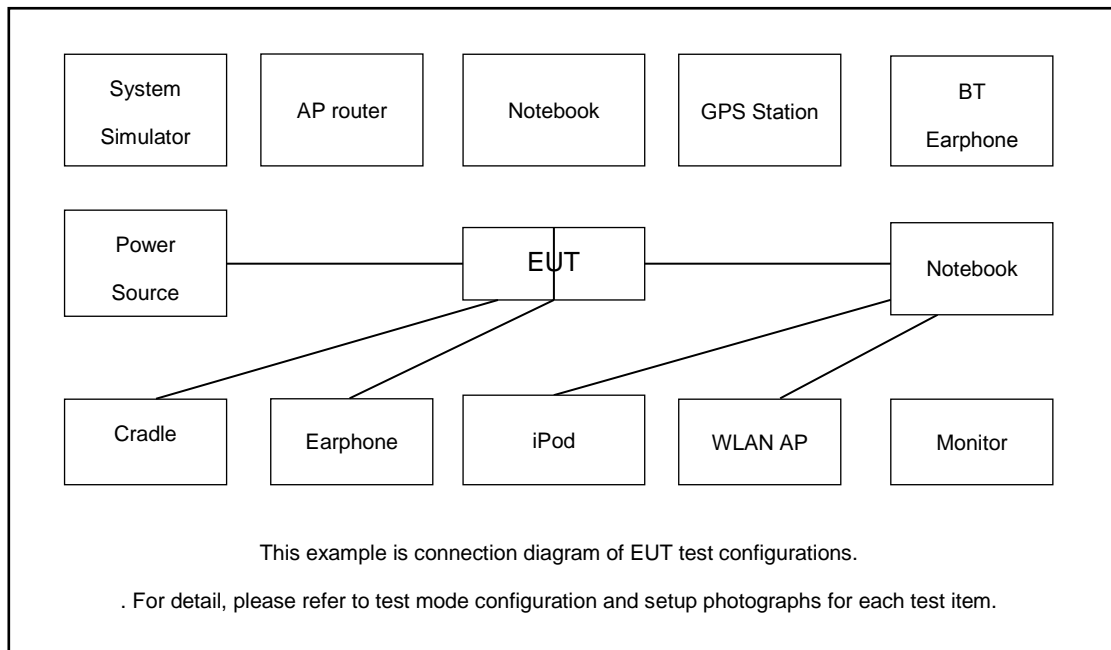 System
Simulator
AP router
Notebook
GPS Station
BT
Earphone
Power
Source
EUT
Notebook
Cradle
Earphone
iPod
WLAN AP
Monitor
This example is connection diagram of EUT test configurations.
. For detail, please refer to test mode configuration and setup photographs for each test item.